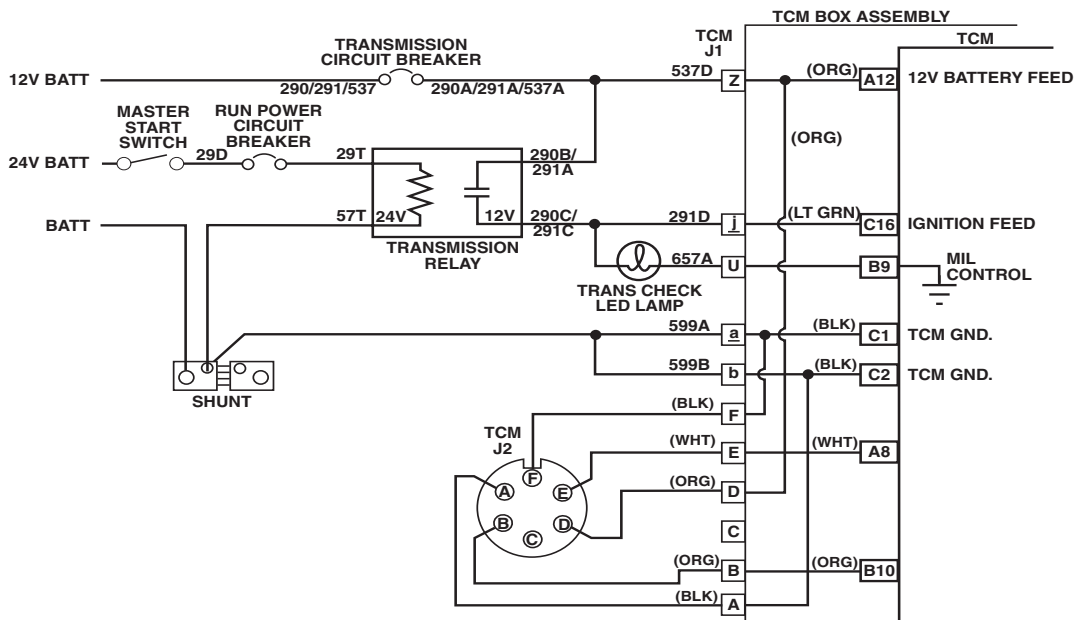 TCM BOX ASSEMBLY
TCM
TCM
J1
TRANSMISSION
CIRCUIT BREAKER
12V BATT
290/291/537
290A/291A/537A
537D
Z
(ORG)
A12
12V BATTERY FEED
MASTER
START
SWITCH
RUN POWER
CIRCUIT
BREAKER
(ORG)
24V BATT
29D
29T
290B/
291A
57T
24V
12V
290C/
291C
291D
j
(LT GRN)
C16
IGNITION FEED
BATT
TRANSMISSION
RELAY
657A
U
B9
MIL
CONTROL
TRANS CHECK
LED LAMP
599A
a
(BLK)
C1
TCM GND.
599B
b
(BLK)
C2
TCM GND.
SHUNT
(BLK)
F
TCM
J2
(WHT)
E
(WHT)
A8
F
A
E
(ORG)
D
B
D
C
C
(ORG)
B
(ORG)
B10
(BLK)
A